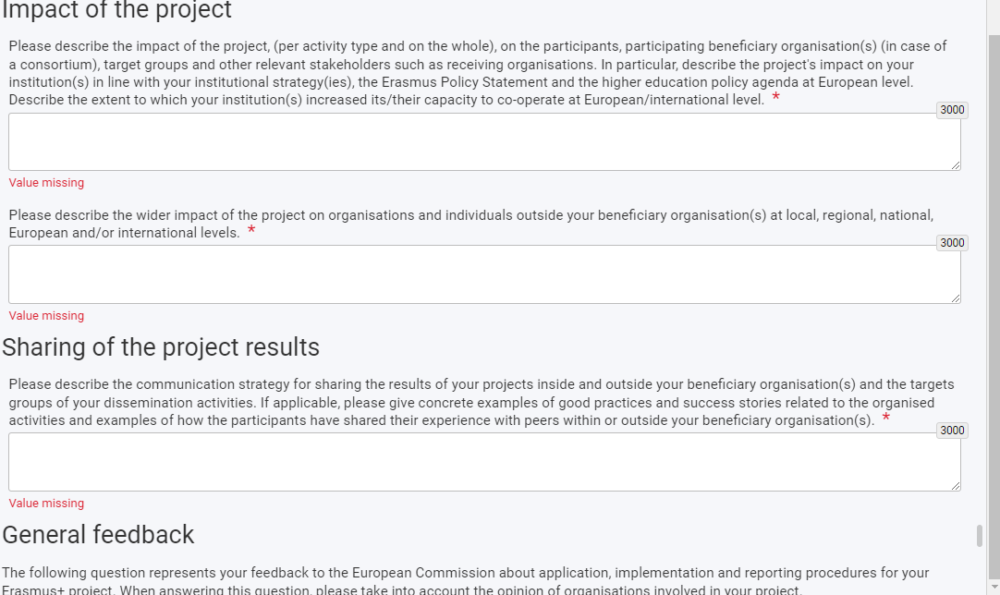 Impact of the project
Please describe the impact of the project, (per activity type and on the whole), on the participants, participating beneficiary organisation(s) (in case of
a consortium), target groups and other relevant stakeholders such as receiving organisations. In particular, describe the project's impact on your
institution(s) in line with your institutional strategy(ies), the Erasmus Policy Statement and the higher education policy agenda at European level.
Describe the extent to which your institution(s) increased its/their capacity to co-operate at European/international level. *
3000
Value missing
Please describe the wider impact of the project on organisations and individuals outside your beneficiary organisation(s) at local, regional, national,
European and/or international levels. *
3000
Value missing
Sharing of the project results
Please describe the communication strategy for sharing the results of your projects inside and outside your beneficiary organisation(s) and the targets
groups of your dissemination activities. If applicable, please give concrete examples of good practices and success stories related to the organised
activities and examples of how the participants have shared their experience with peers within or outside your beneficiary organisation(s). *
3000
Value missing
General feedback
The following question represents your feedback to the European Commission about application, implementation and reporting procedures for your
Erasmus+ project. When answering this question, please take into account the opinion of organisations involved in your project.